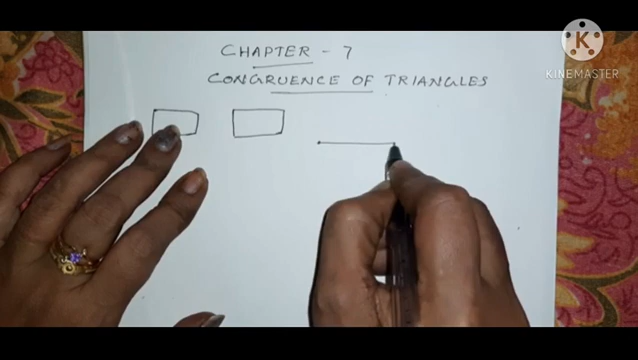 CHAPTER - 7
CONGRUENCE OF TRIANGLES
K
KINEMASTER